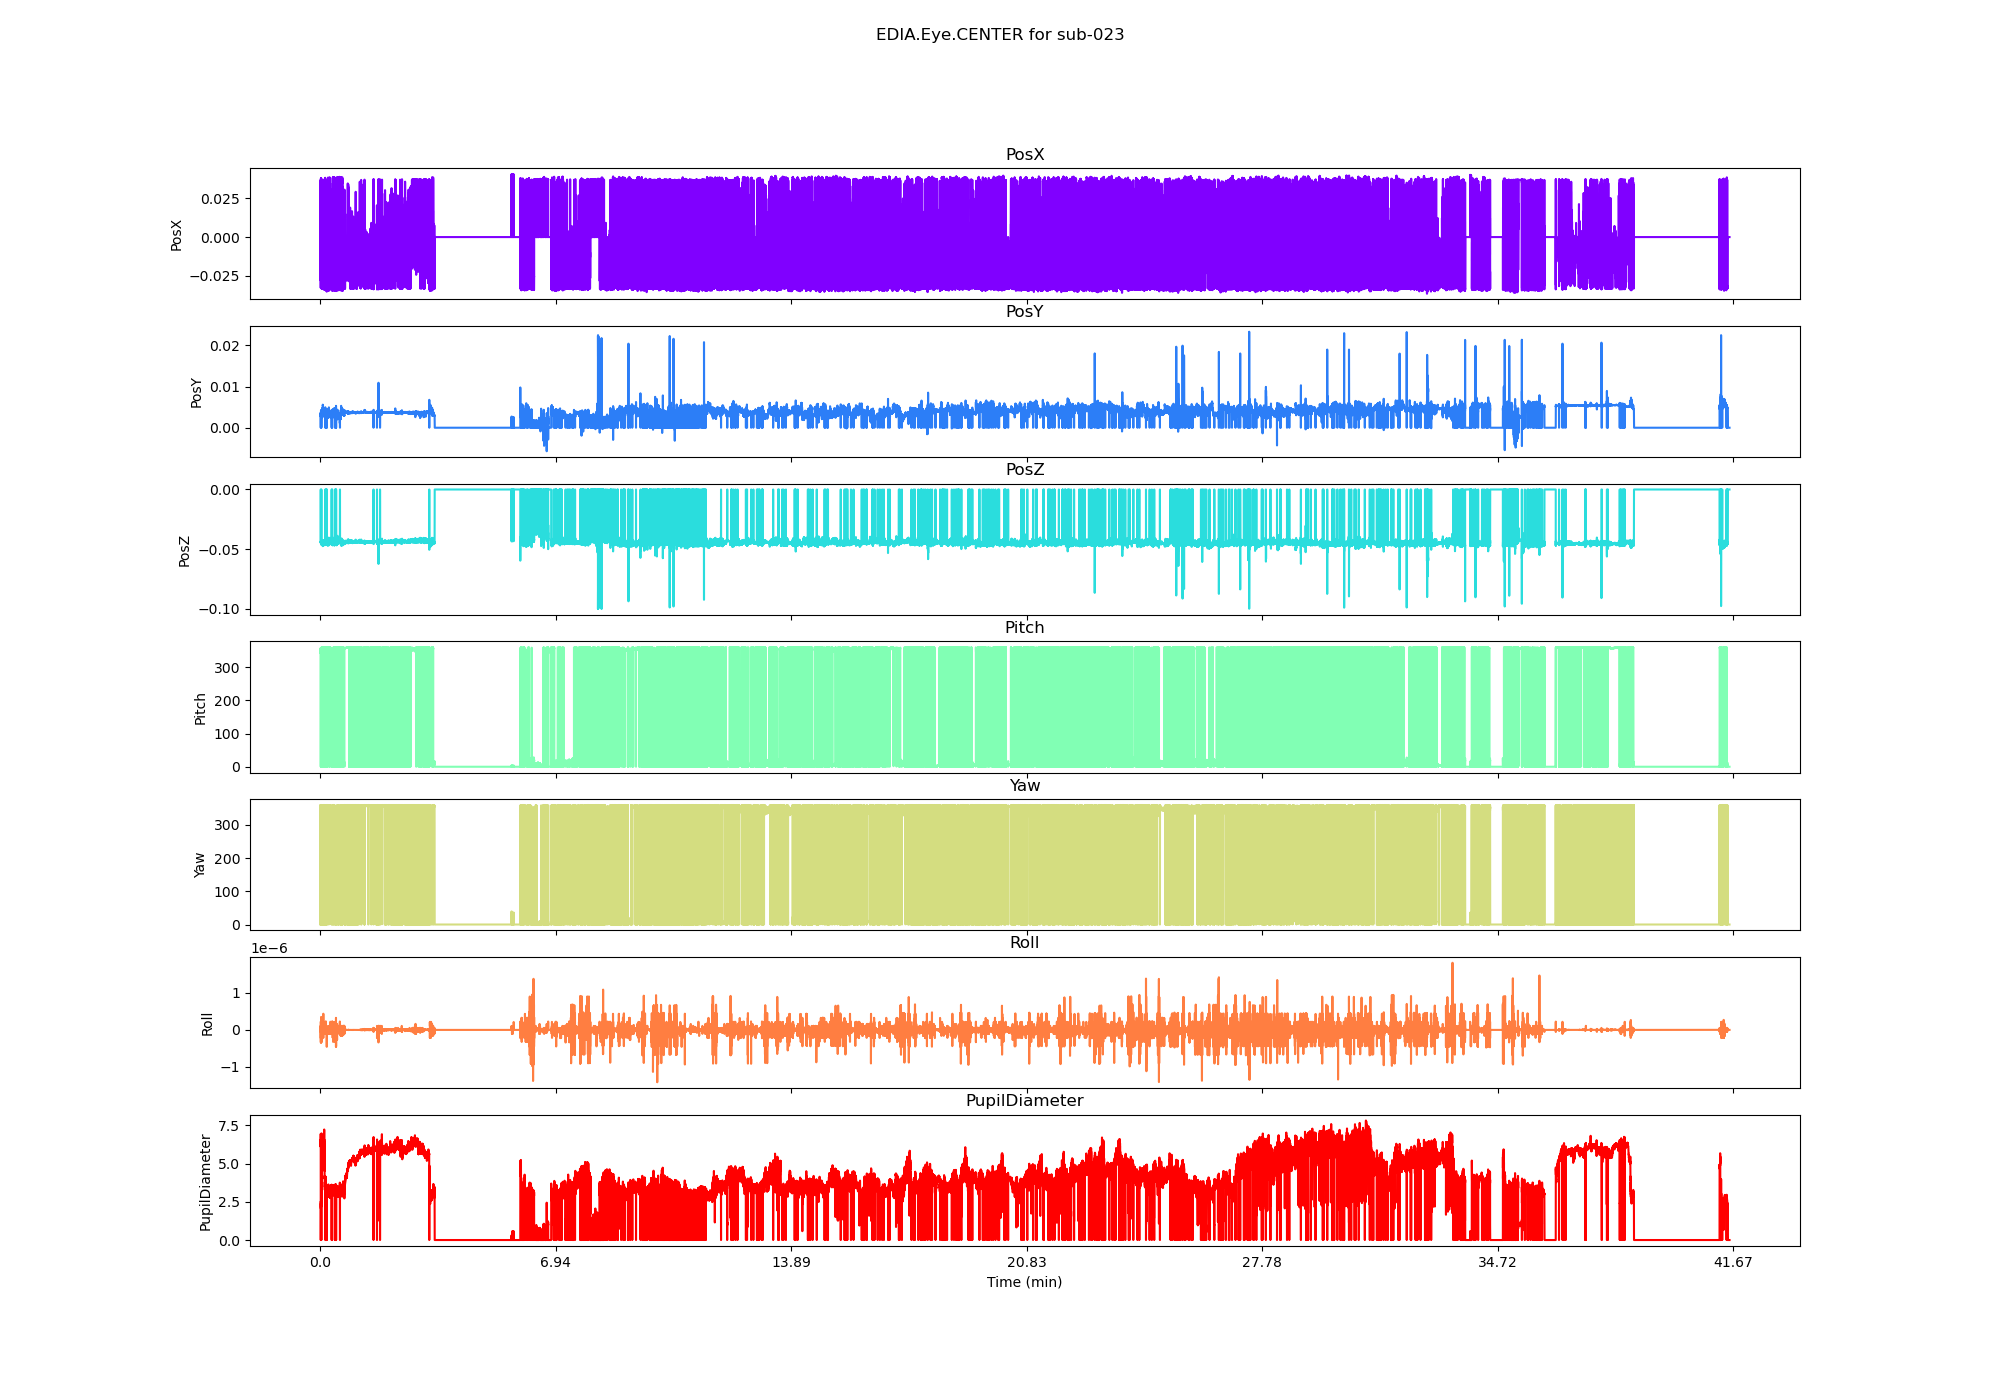 EDIA.Eye.CENTER for sub-023
PosX
0.025
0.000
−0.025
PosX
PosY
0.02
0.01
0.00
PosY
PosZ
0.00
−0.05
−0.10
PosZ
Pitch
300
200
100
0
Pitch
Yaw
300
200
100
0
Yaw
1e−6
Roll
1
0
−1
Roll
PupilDiameter
7.5
5.0
2.5
0.0
PupilDiameter
0.0 6.94 13.89 20.83 27.78 34.72 41.67
Time (min)